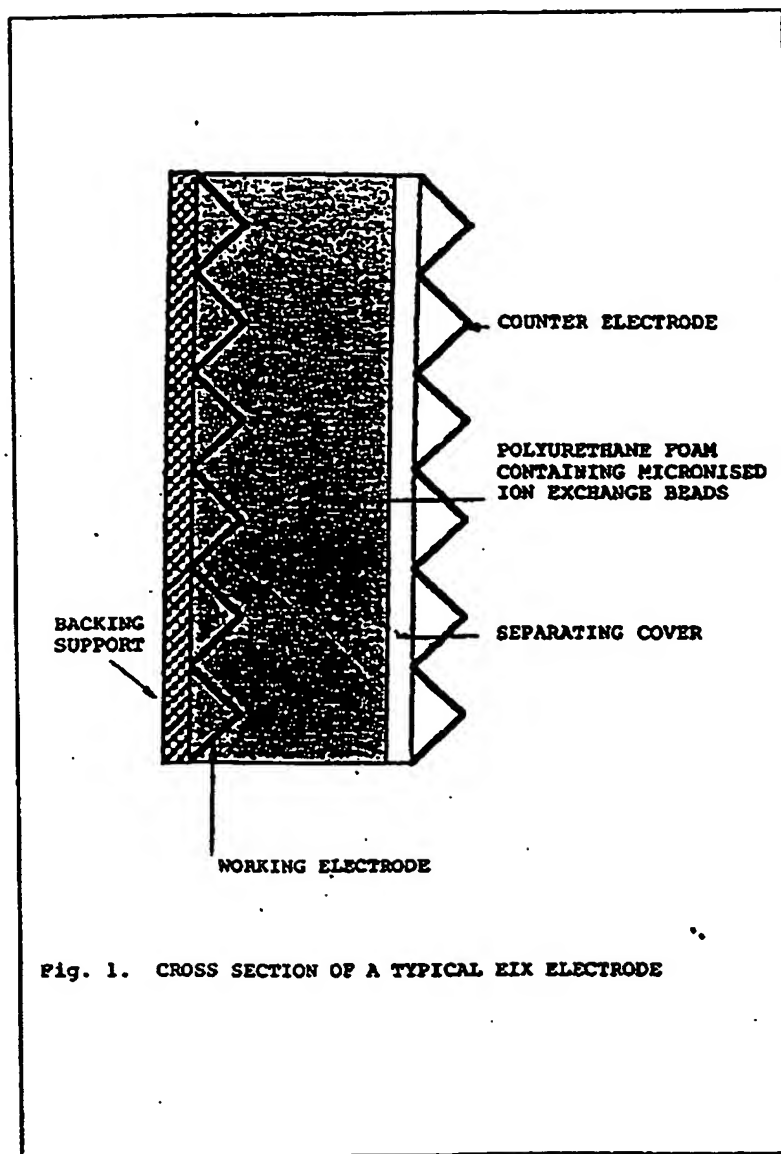 COUNTER ELECTRODE
POLYURETHANE FOAM
CONTAINING MICRONISED
ION EXCHANGE BEADS
BACKING
SUPPORT
SEPARATING COVER
WORKING ELECTRODE
Fig. 1. CROSS SECTION OF A TYPICAL EIX ELECTRODE